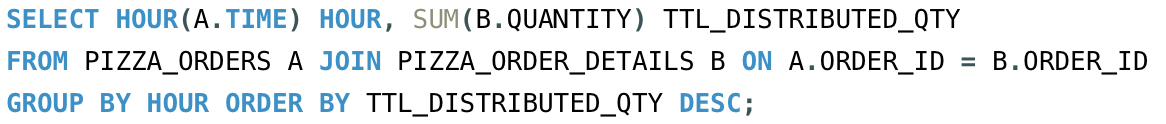 SELECT HOUR(A.TIME) HOUR, SUM(B.QUANTITY) TTL_DISTRIBUTED_QTY
FROM PIZZA_ORDERS A JOIN PIZZA_ORDER_DETAILS B ON A.ORDER_ID = B.ORDER_ID
GROUP BY HOUR ORDER BY TTL_DISTRIBUTED_QTY DESC;